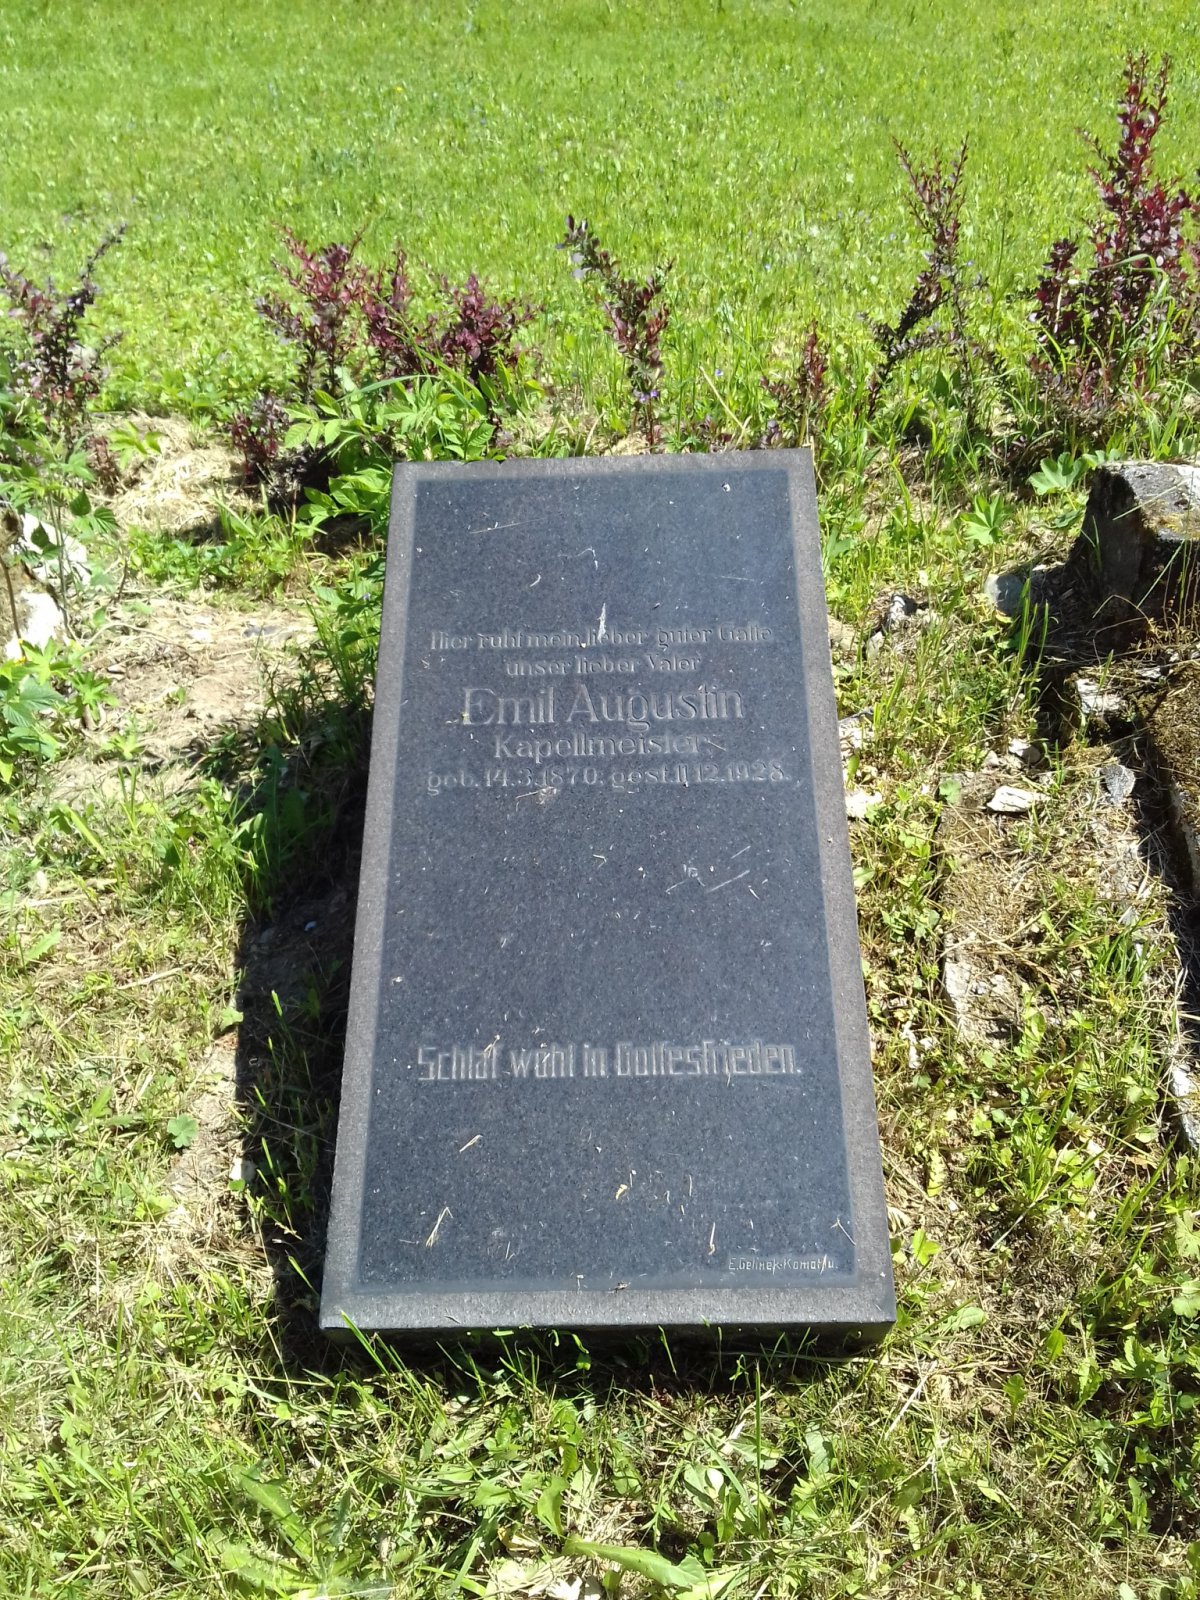 Hier ruht mein lieber guter Gatte
unser lieber Vater
Emil Augustin
Kapellmeister
geb. 14.3.1870. gest. 11.12.1928.
Schlaf wohl in Gottesfrieden.
E.Gelinek-Komotau.